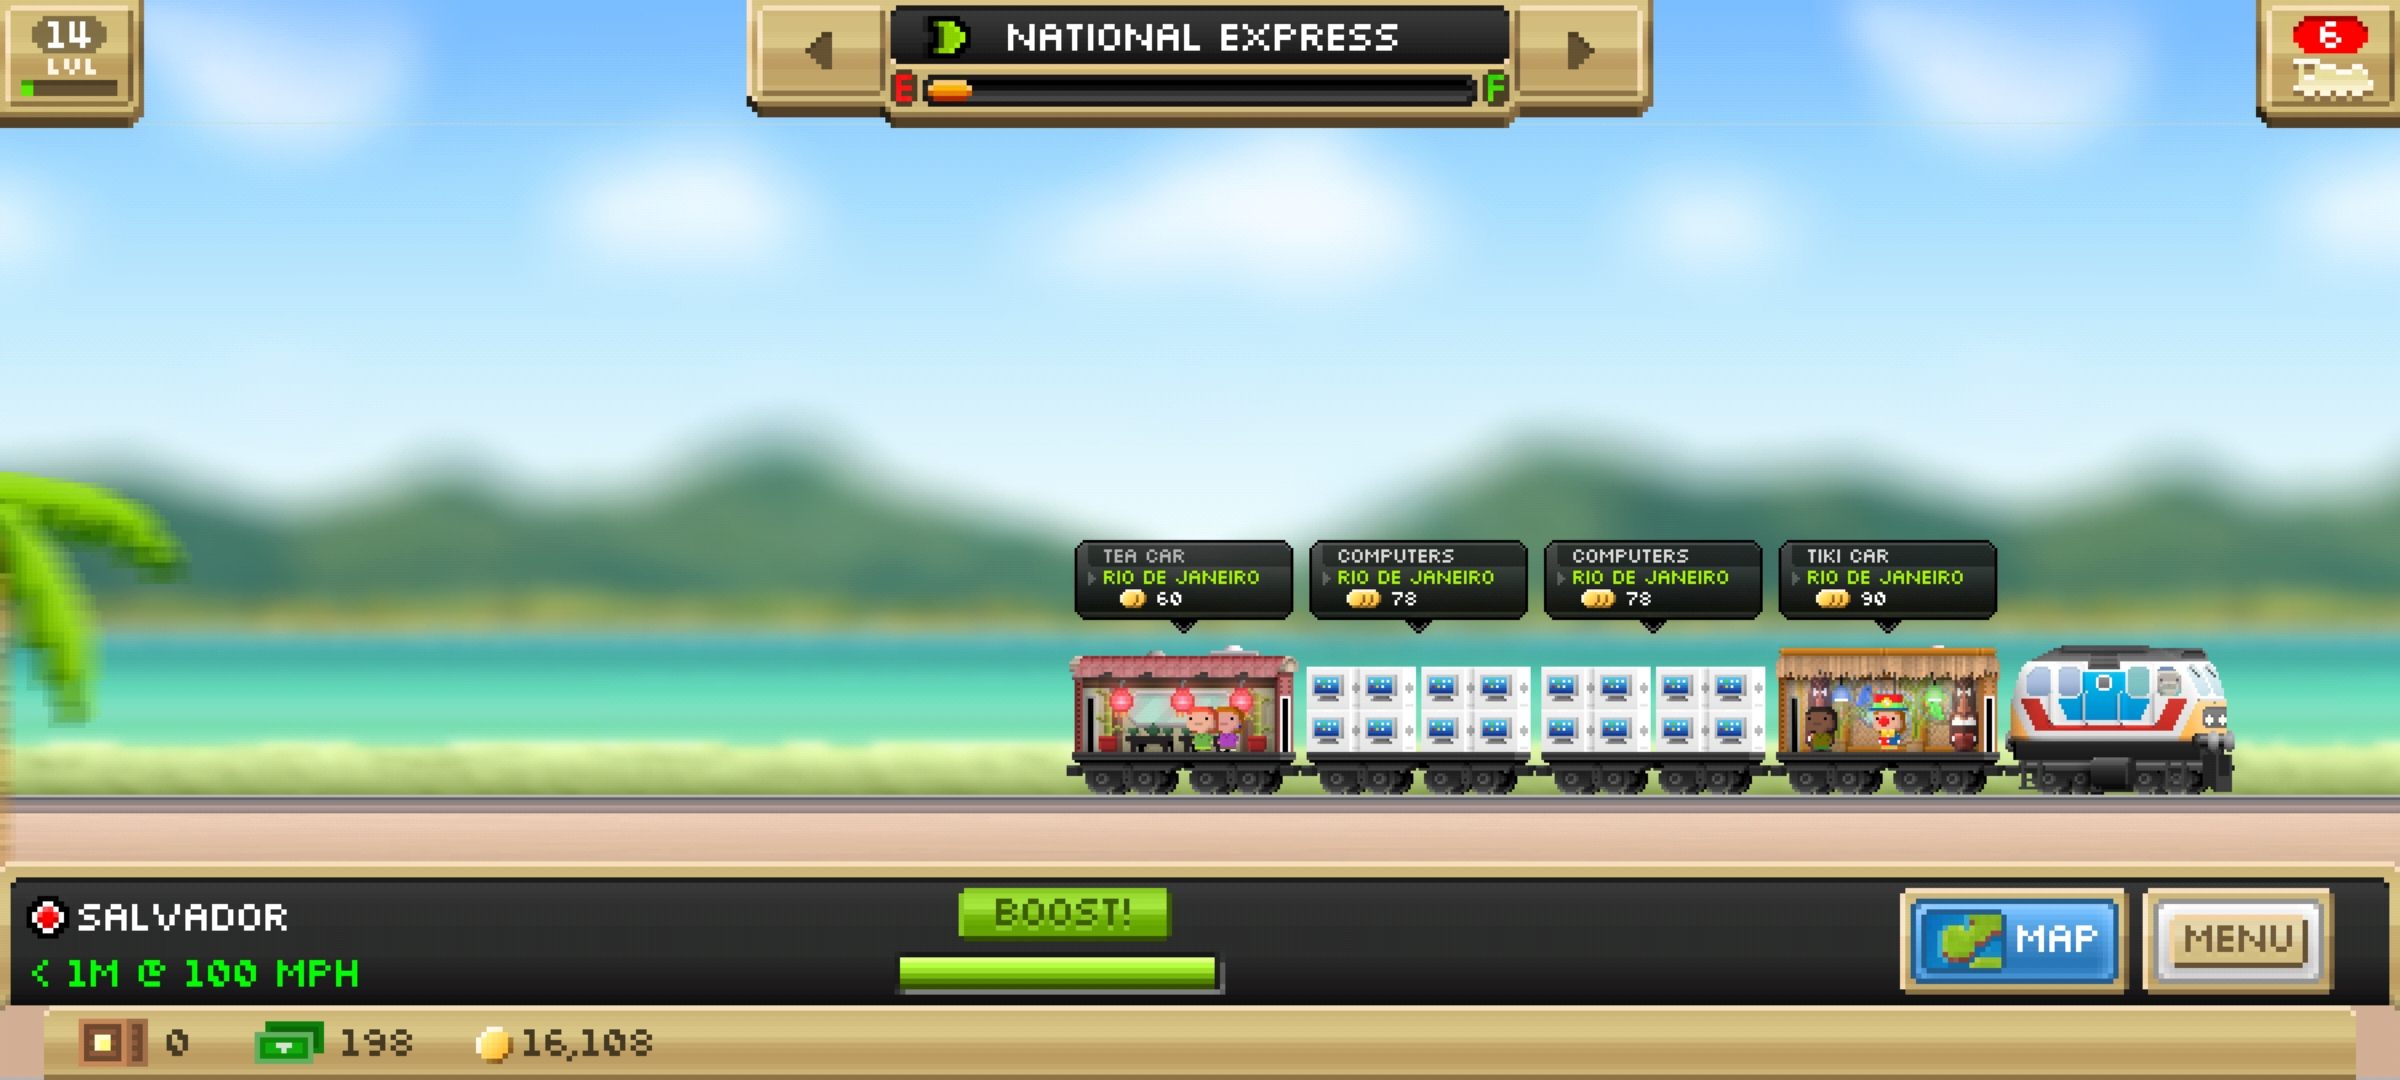 14
LVL
NATIONAL EXPRESS
E
F
6
TEA CAR
RIO DE JANEIRO
60
COMPUTERS
RIO DE JANEIRO
78
COMPUTERS
RIO DE JANEIRO
78
TIKI CAR
RIO DE JANEIRO
90
SALVADOR
< 1M @ 100 MPH
BOOST!
MAP
MENU
0
198
16,108